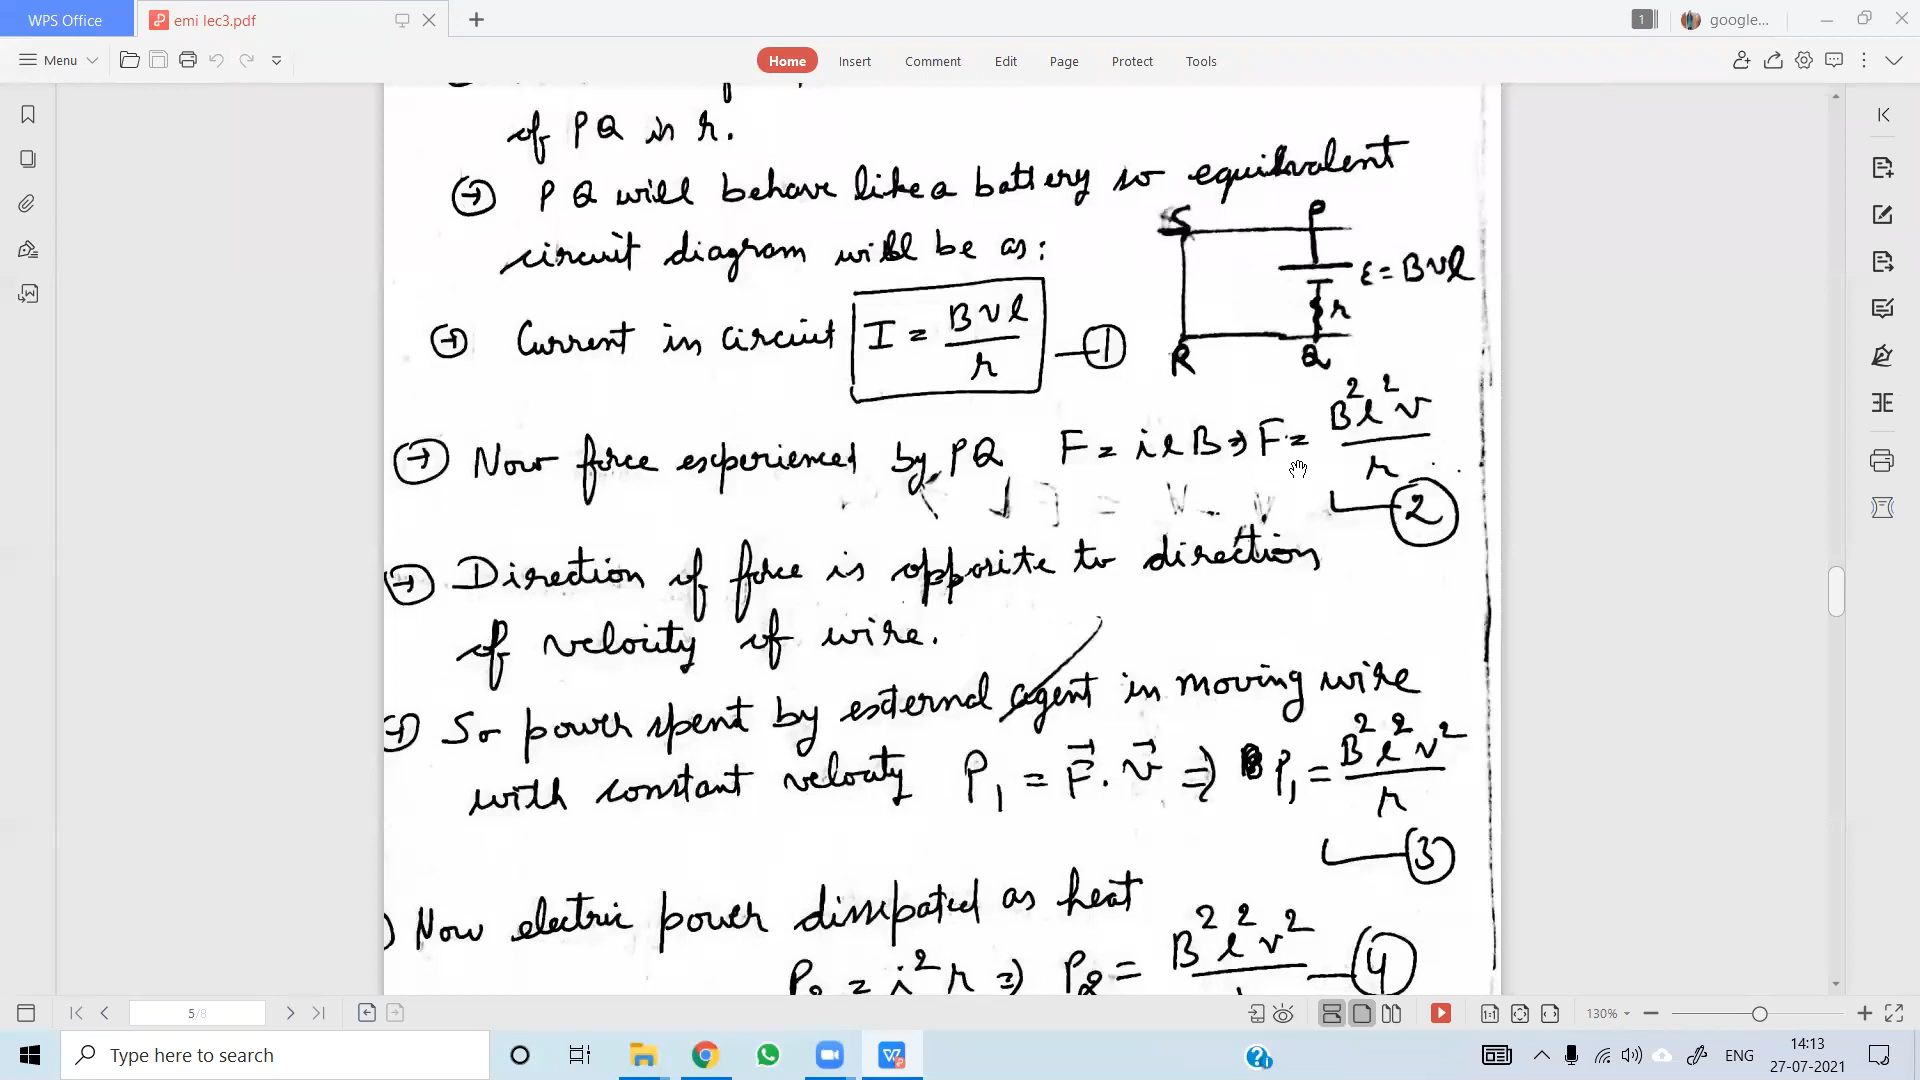 WPS Office
emi lec3.pdf
1
google...
Menu
Home Insert Comment Edit Page Protect Tools
of PQ is r.
PQ will behave like a battery so equivalent
circuit diagram will be as:
S P
ε = Bvl
r
R Q
Current in circuit I = Bvl / r — 1
Now force experienced by PQ F = ilB ⇒ F = B²l²v / r
2
Direction of force is opposite to direction
of velocity of wire.
So power spent by external agent in moving wire
with constant velocity P₁ = F⃗ . v⃗ ⇒ P₁ = B²l²v² / r
3
Now electric power dissipated as heat
P₂ = i²r ⇒ P₂ = B²l²v² — 4
5/8
1:1
130%
Type here to search
ENG
14:13
27-07-2021